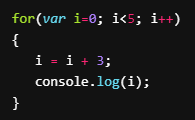 for(var i=0; i<5; i++)
{
   i = i + 3;
   console.log(i);
}